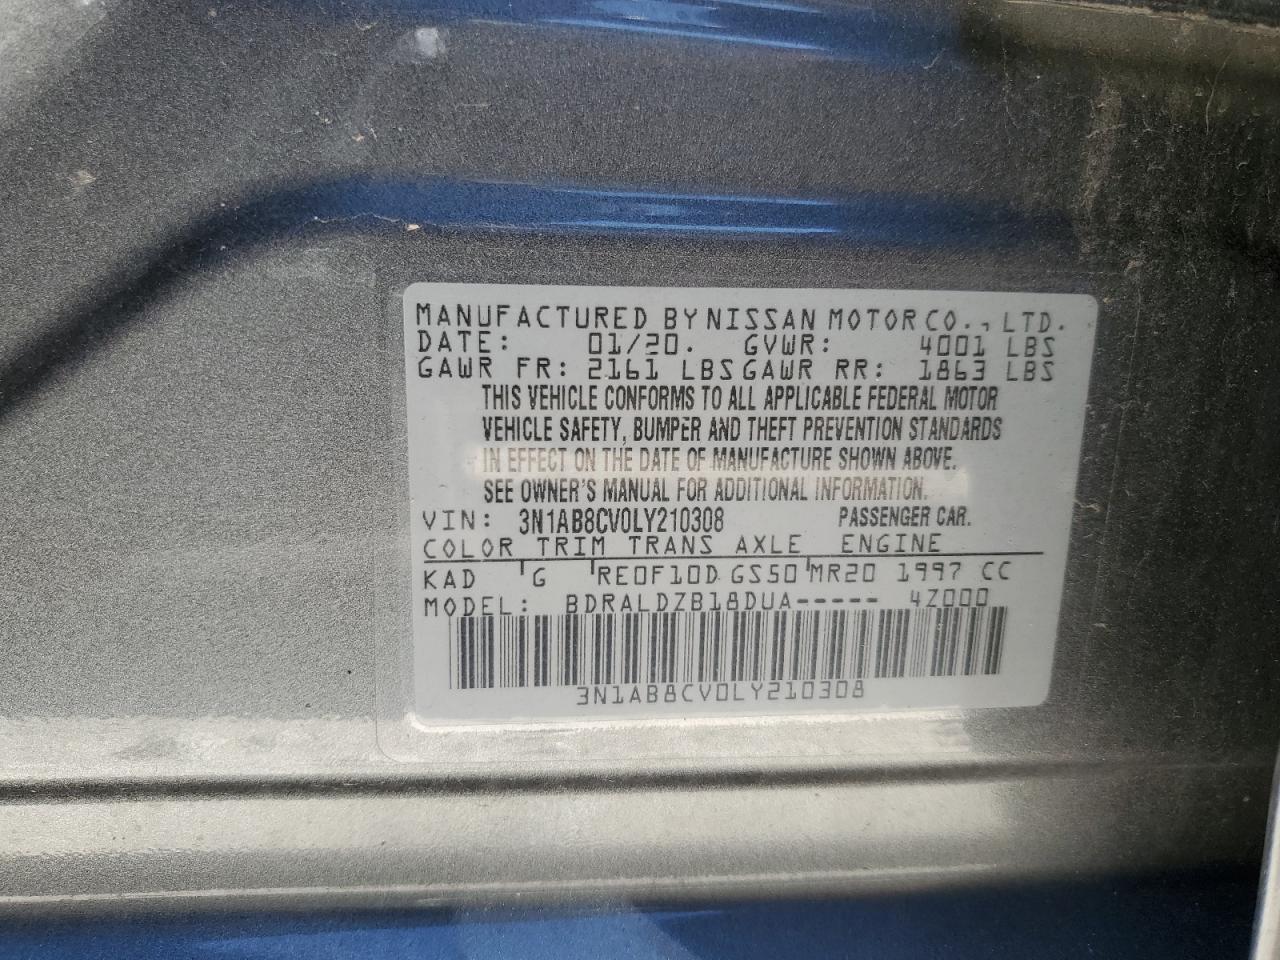 MANUFACTURED BY NISSAN MOTOR CO., LTD.
DATE: 01/20. GVWR: 4001 LBS
GAWR FR: 2161 LBS GAWR RR: 1863 LBS
THIS VEHICLE CONFORMS TO ALL APPLICABLE FEDERAL MOTOR
VEHICLE SAFETY, BUMPER AND THEFT PREVENTION STANDARDS
IN EFFECT ON THE DATE OF MANUFACTURE SHOWN ABOVE.
SEE OWNER'S MANUAL FOR ADDITIONAL INFORMATION.
VIN: 3N1AB8CV0LY210308 PASSENGER CAR.
COLOR TRIM TRANS AXLE ENGINE
KAD G RE0F10D GS50 MR20 1997 CC
MODEL: BDRALDZB18DUA----- 4Z000
3N1AB8CV0LY210308